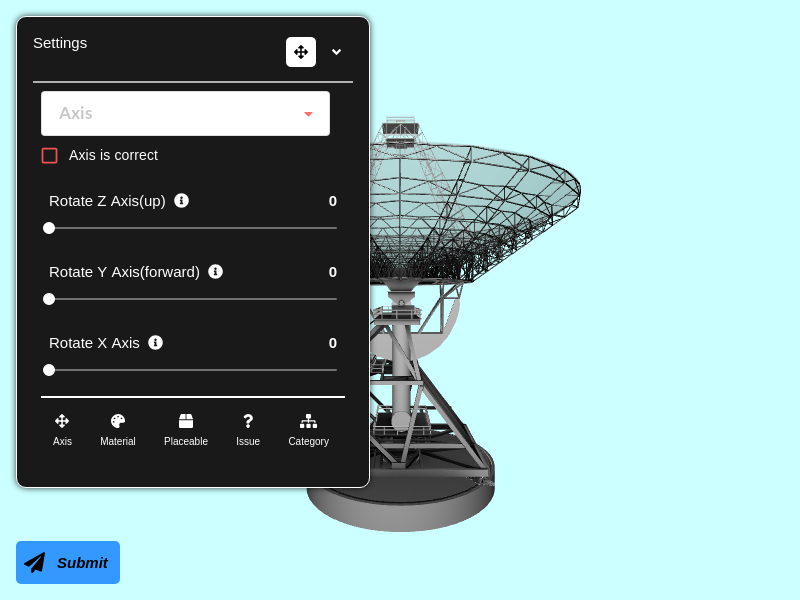 Settings
Axis
Axis is correct
Rotate Z Axis(up) 0
Rotate Y Axis(forward) 0
Rotate X Axis 0
Axis Material Placeable Issue Category
Submit